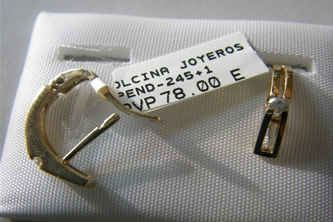 OLCINA JOYEROS
PEND-245+1
PVP 78.00 E